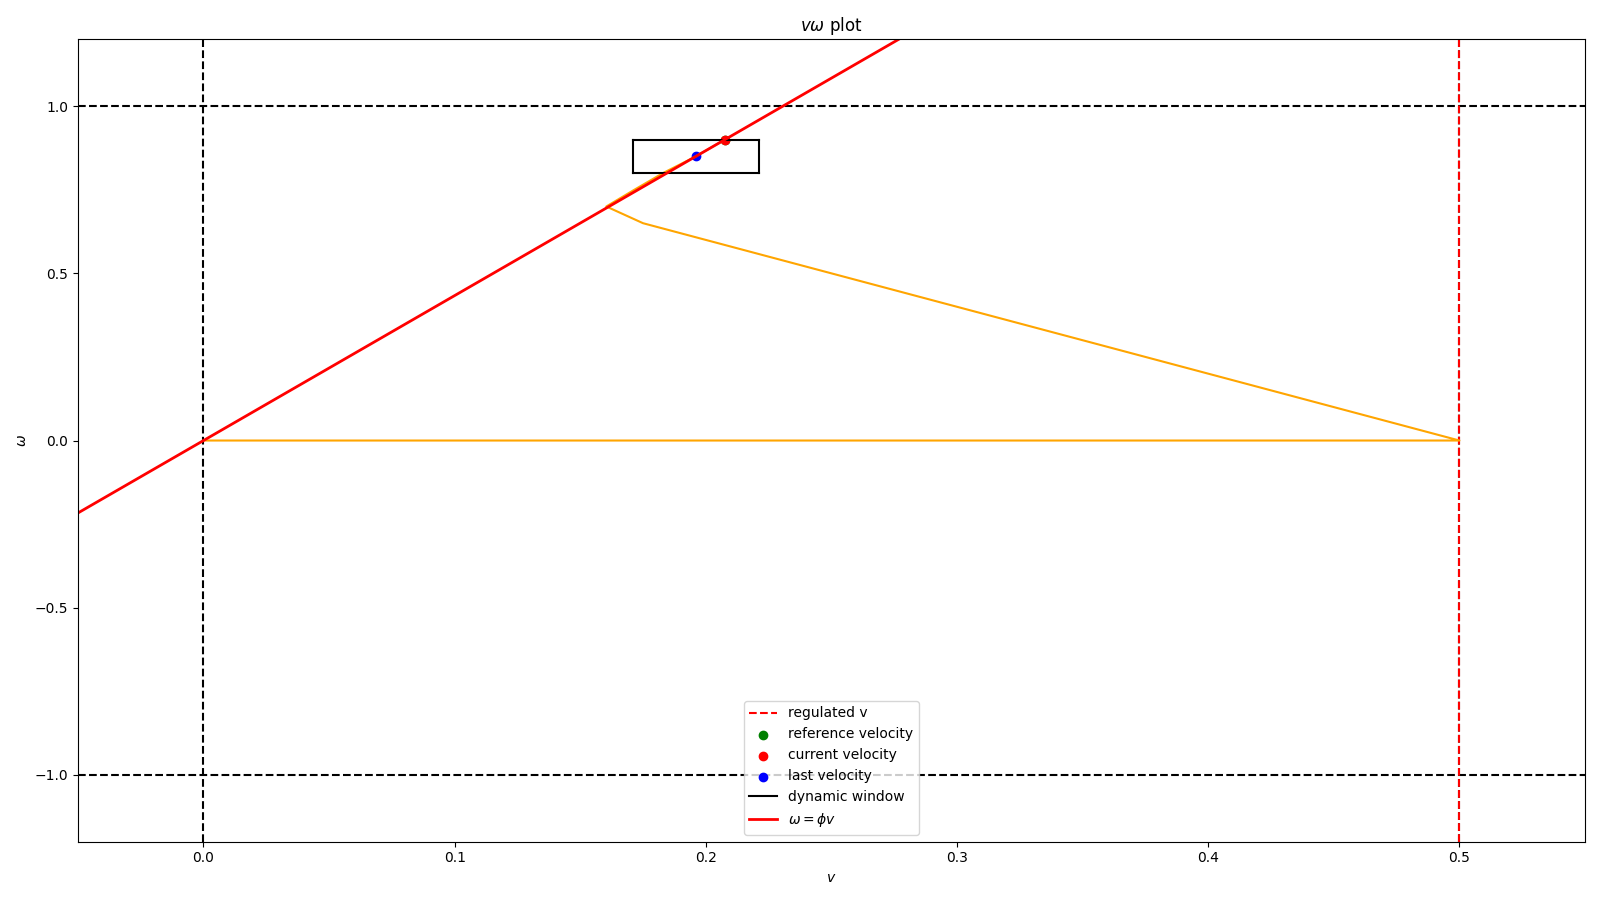 vω plot
1.0
0.5
0.0
−0.5
−1.0
ω
0.0 0.1 0.2 0.3 0.4 0.5
v
regulated v
reference velocity
current velocity
last velocity
dynamic window
ω = ϕv